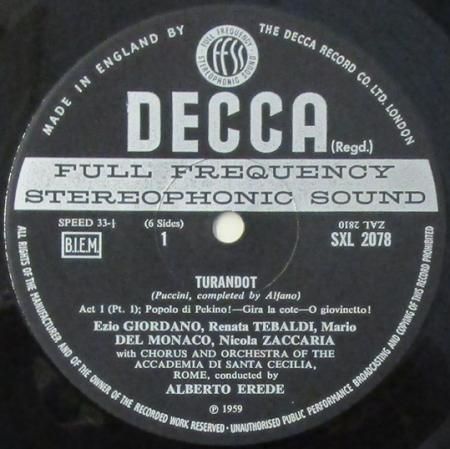 MADE IN ENGLAND BY
THE DECCA RECORD CO. LTD. LONDON
FULL FREQUENCY
ffss
STEREOPHONIC SOUND
DECCA (Regd.)
FULL FREQUENCY
STEREOPHONIC SOUND
SPEED 33⅓ (6 Sides) ZAL 2810
B.I.E.M. 1 SXL 2078
TURANDOT
(Puccini, completed by Alfano)
Act 1 (Pt. 1); Popolo di Pekino!—Gira la cote—O giovinetto!
Ezio GIORDANO, Renata TEBALDI, Mario
DEL MONACO, Nicola ZACCARIA
with CHORUS AND ORCHESTRA OF THE
ACCADEMIA DI SANTA CECILIA,
ROME, conducted by
ALBERTO EREDE
℗ 1959
ALL RIGHTS OF THE MANUFACTURER AND OF THE OWNER OF THE RECORDED WORK RESERVED · UNAUTHORISED PUBLIC PERFORMANCE BROADCASTING AND COPYING OF THIS RECORD PROHIBITED